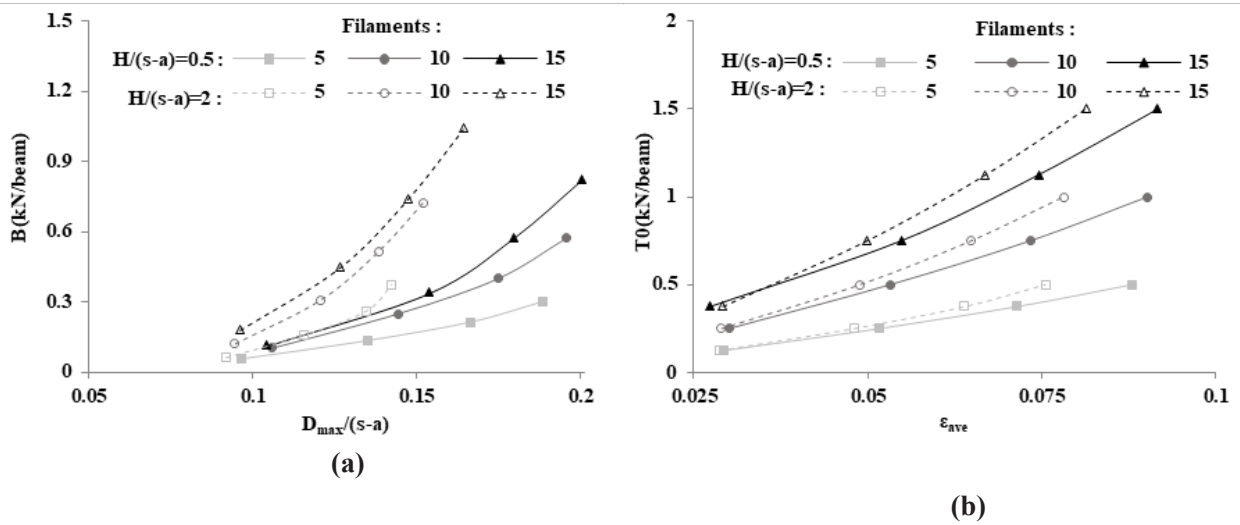 (a)
Filaments :
H/(s-a)=0.5 : 5 10 15
H/(s-a)=2 : 5 10 15
B(kN/beam)
1.5
1.2
0.9
0.6
0.3
0
0.05 0.1 0.15 0.2
Dmax/(s-a)
(a)
(b)
Filaments :
H/(s-a)=0.5 : 5 10 15
H/(s-a)=2 : 5 10 15
T0(kN/beam)
2
1.5
1
0.5
0
0.025 0.05 0.075 0.1
εave
(b)